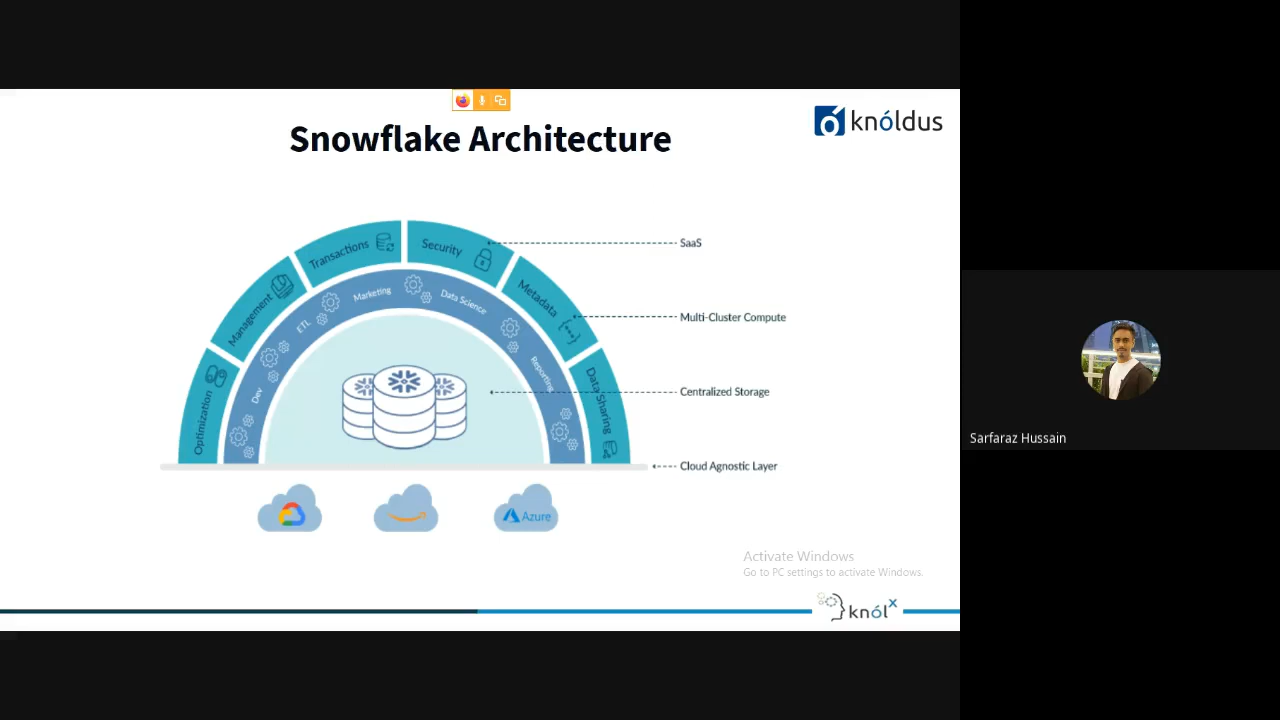 Snowflake Architecture
knóldus
Optimization
Management
Transactions
Security
Metadata
Data Sharing
Dev
ETL
Marketing
Data Science
Reporting
SaaS
Multi-Cluster Compute
Centralized Storage
Cloud Agnostic Layer
Azure
Activate Windows
Go to PC settings to activate Windows.
knólx
Sarfaraz Hussain